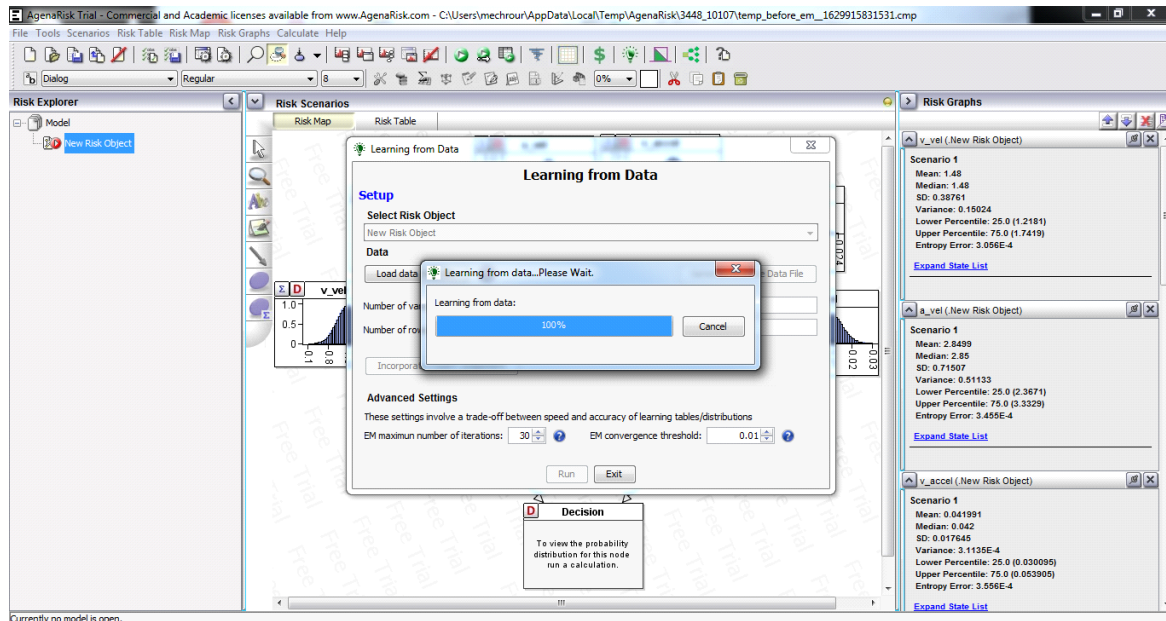 AgenaRisk Trial - Commercial and Academic licenses available from www.AgenaRisk.com - C:\Users\mechrour\AppData\Local\Temp\AgenaRisk\3448_10107\temp_before_em__1629915831531.cmp
File Tools Scenarios Risk Table Risk Map Risk Graphs Calculate Help
Dialog Regular 8 0%
Risk Explorer
Model
New Risk Object
Risk Scenarios
Risk Map Risk Table
Learning from Data
Learning from Data
Setup
Select Risk Object
New Risk Object
Data
Load data
Data File
Number of
Number of
Learning from data...Please Wait.
Learning from data:
100% Cancel
Advanced Settings
These settings involve a trade-off between speed and accuracy of learning tables/distributions
EM maximun number of iterations: 30 EM convergence threshold: 0.01
Run Exit
Σ D
1.0
0.5
0
0.1
0.8
0.024
0.02
0.03
D Decision
To view the probability
distribution for this node
run a calculation.
Free Trial
Risk Graphs
v_vel (.New Risk Object)
Scenario 1
Mean: 1.48
Median: 1.48
SD: 0.38761
Variance: 0.15024
Lower Percentile: 25.0 (1.2181)
Upper Percentile: 75.0 (1.7419)
Entropy Error: 3.056E-4
Expand State List
a_vel (.New Risk Object)
Scenario 1
Mean: 2.8499
Median: 2.85
SD: 0.71507
Variance: 0.51133
Lower Percentile: 25.0 (2.3671)
Upper Percentile: 75.0 (3.3329)
Entropy Error: 3.455E-4
Expand State List
v_accel (.New Risk Object)
Scenario 1
Mean: 0.041991
Median: 0.042
SD: 0.017645
Variance: 3.1135E-4
Lower Percentile: 25.0 (0.030095)
Upper Percentile: 75.0 (0.053905)
Entropy Error: 3.556E-4
Expand State List
Currently no model is open.